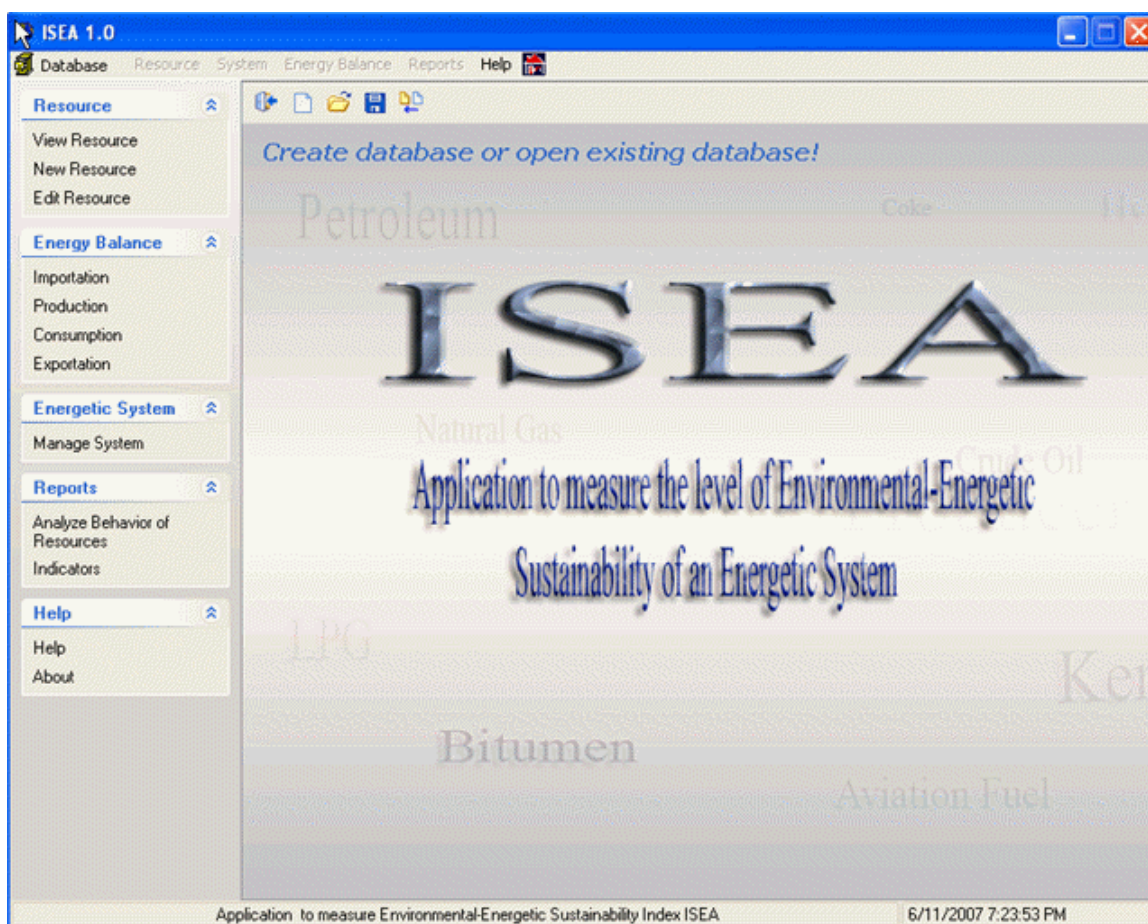 ISEA 1.0
Database Resource System Energy Balance Reports Help
Resource
View Resource
New Resource
Edit Resource
Energy Balance
Importation
Production
Consumption
Exportation
Energetic System
Manage System
Reports
Analyze Behavior of
Resources
Indicators
Help
Help
About
Create database or open existing database!
Petroleum
Coke
ISEA
Natural Gas
Crude Oil
Application to measure the level of Environmental-Energetic
Sustainability of an Energetic System
LPG
Ker
Bitumen
Aviation Fuel
Application to measure Environmental-Energetic Sustainability Index ISEA
6/11/2007 7:23:53 PM